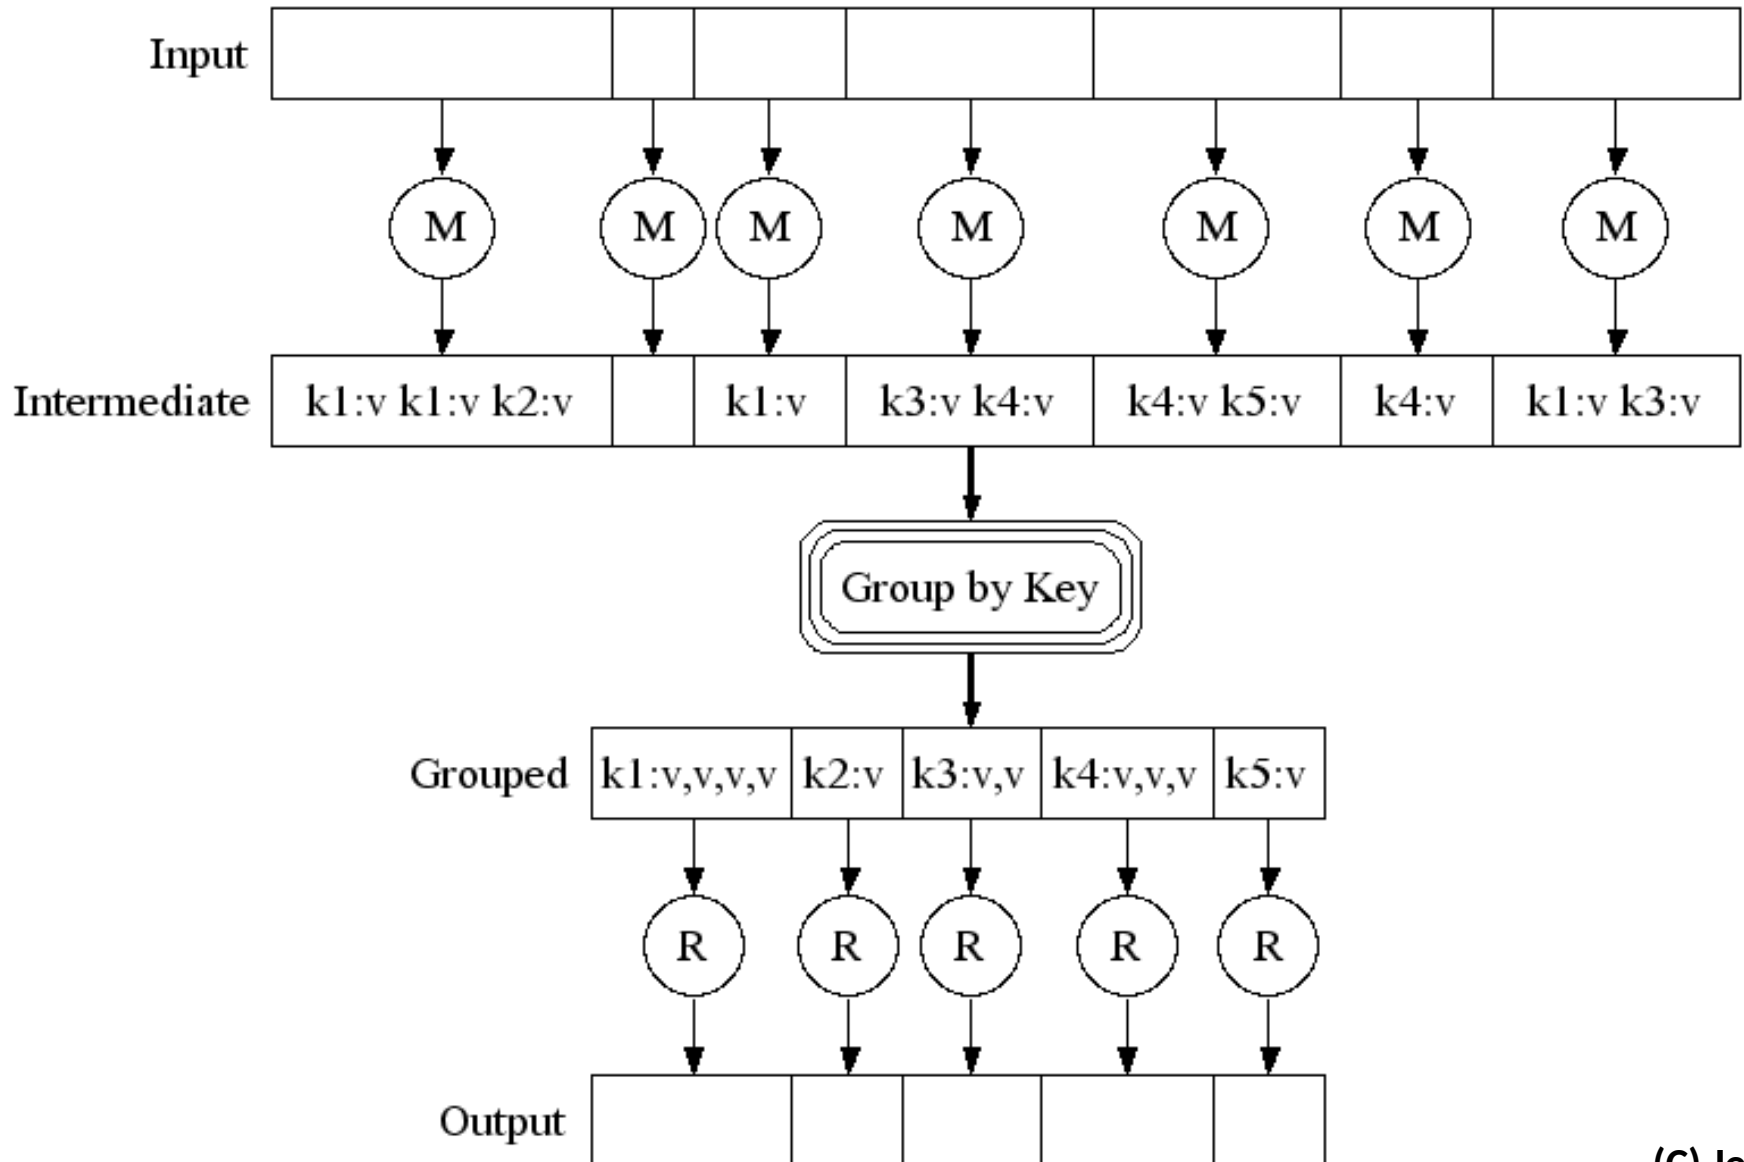 Input
M M M M M M M
Intermediate k1:v k1:v k2:v k1:v k3:v k4:v k4:v k5:v k4:v k1:v k3:v
Group by Key
Grouped k1:v,v,v,v k2:v k3:v,v k4:v,v,v k5:v
R R R R R
Output